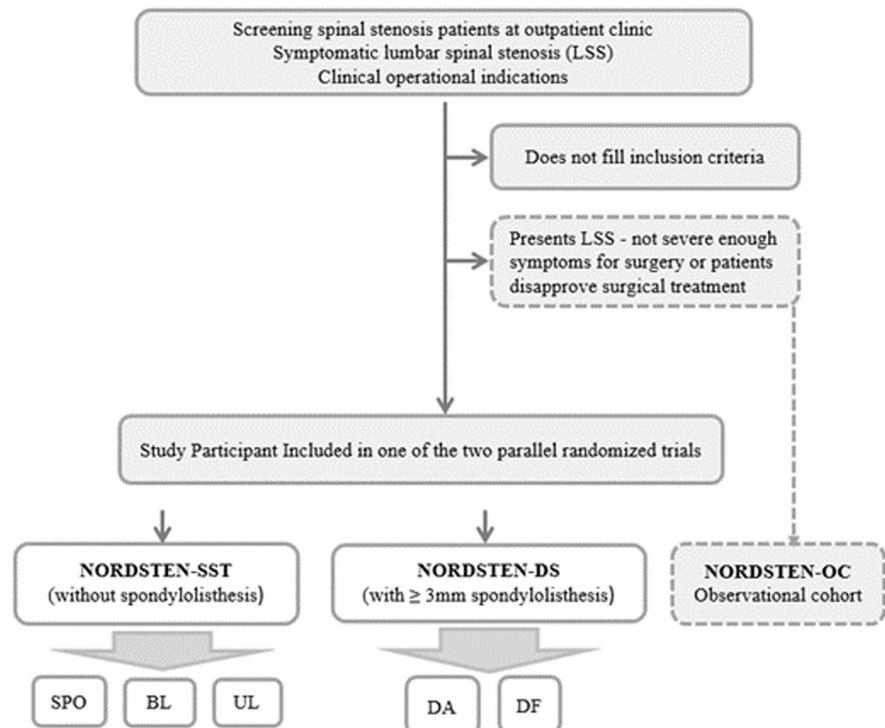 Screening spinal stenosis patients at outpatient clinic
Symptomatic lumbar spinal stenosis (LSS)
Clinical operational indications
Does not fill inclusion criteria
Presents LSS - not severe enough
symptoms for surgery or patients
disapprove surgical treatment
Study Participant Included in one of the two parallel randomized trials
NORDSTEN-SST
(without spondylolisthesis)
NORDSTEN-DS
(with ≥ 3mm spondylolisthesis)
NORDSTEN-OC
Observational cohort
SPO
BL
UL
DA
DF